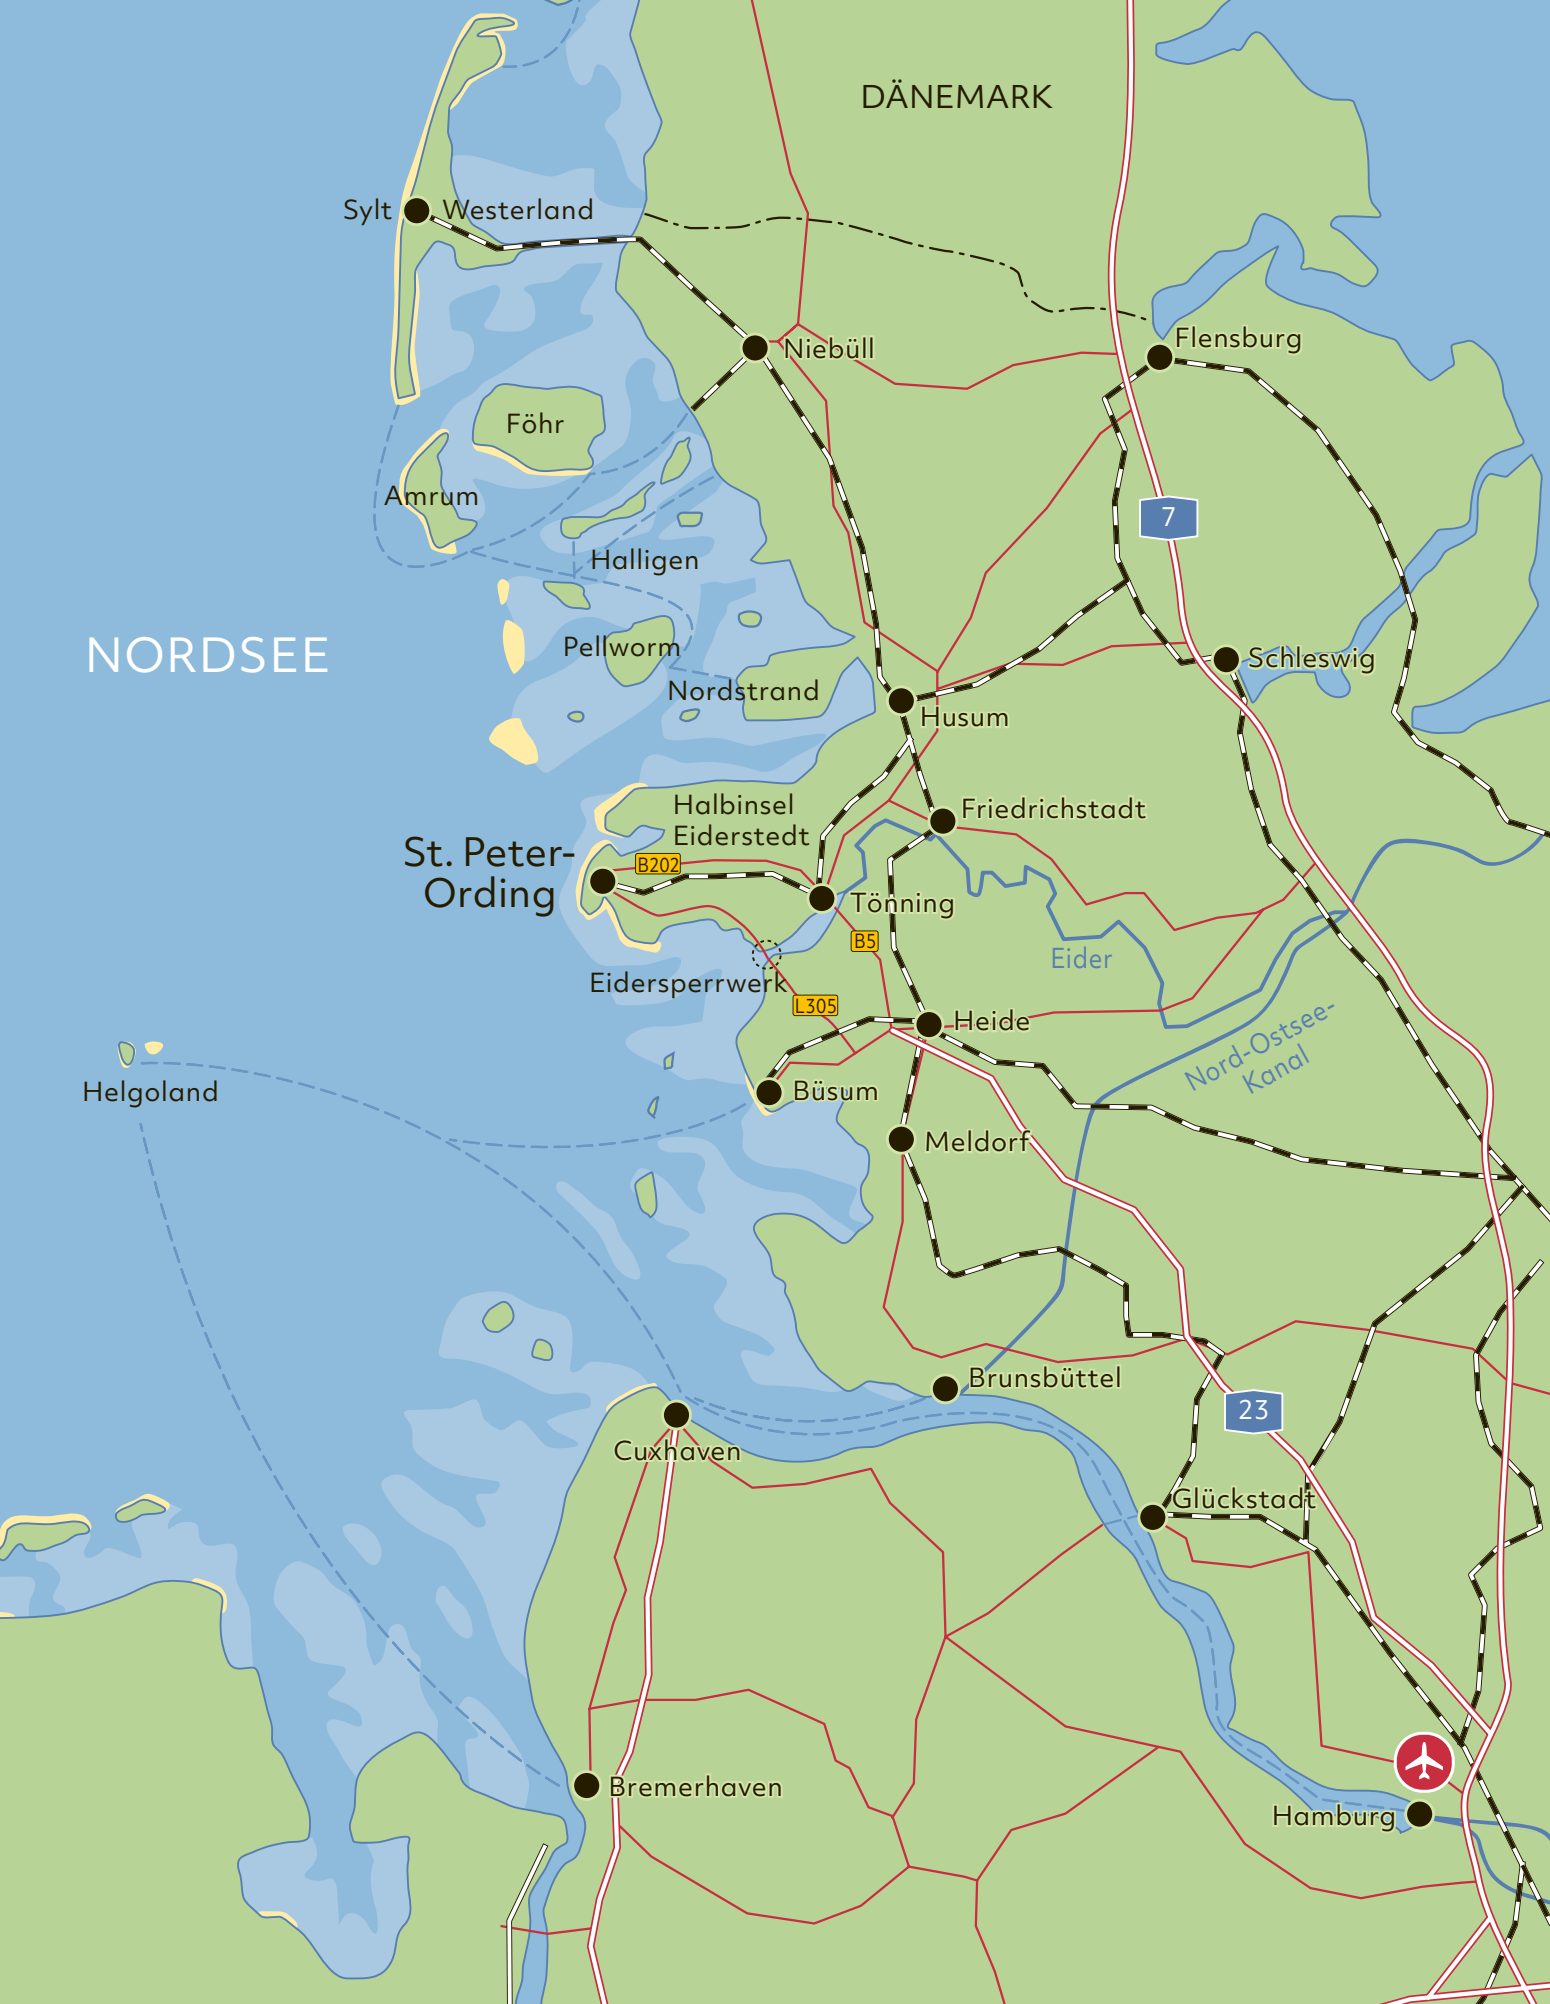 DÄNEMARK
Sylt
Westerland
Niebüll
Flensburg
Föhr
Amrum
7
Halligen
NORDSEE
Pellworm
Schleswig
Nordstrand
Husum
Halbinsel
Eiderstedt
Friedrichstadt
St. Peter-
Ording
B202
Tönning
B5
Eider
Eidersperrwerk
L305
Heide
Nord-Ostsee-
Kanal
Helgoland
Büsum
Meldorf
Brunsbüttel
23
Cuxhaven
Glückstadt
Bremerhaven
Hamburg